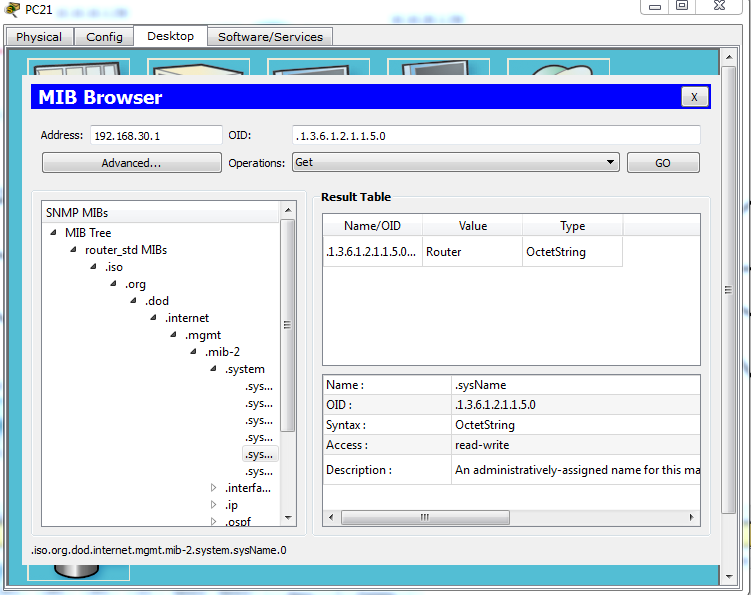 PC21
Physical Config Desktop Software/Services
MIB Browser X
Address: 192.168.30.1 OID: .1.3.6.1.2.1.1.5.0
Advanced... Operations: Get GO
SNMP MIBs
MIB Tree
router_std MIBs
.iso
.org
.dod
.internet
.mgmt
.mib-2
.system
.sys...
.sys...
.sys...
.sys...
.sys...
.sys...
.interfa...
.ip
.ospf
Result Table
Name/OID Value Type
.1.3.6.1.2.1.1.5.0... Router OctetString
Name : .sysName
OID : .1.3.6.1.2.1.1.5.0
Syntax : OctetString
Access : read-write
Description : An administratively-assigned name for this ma
.iso.org.dod.internet.mgmt.mib-2.system.sysName.0